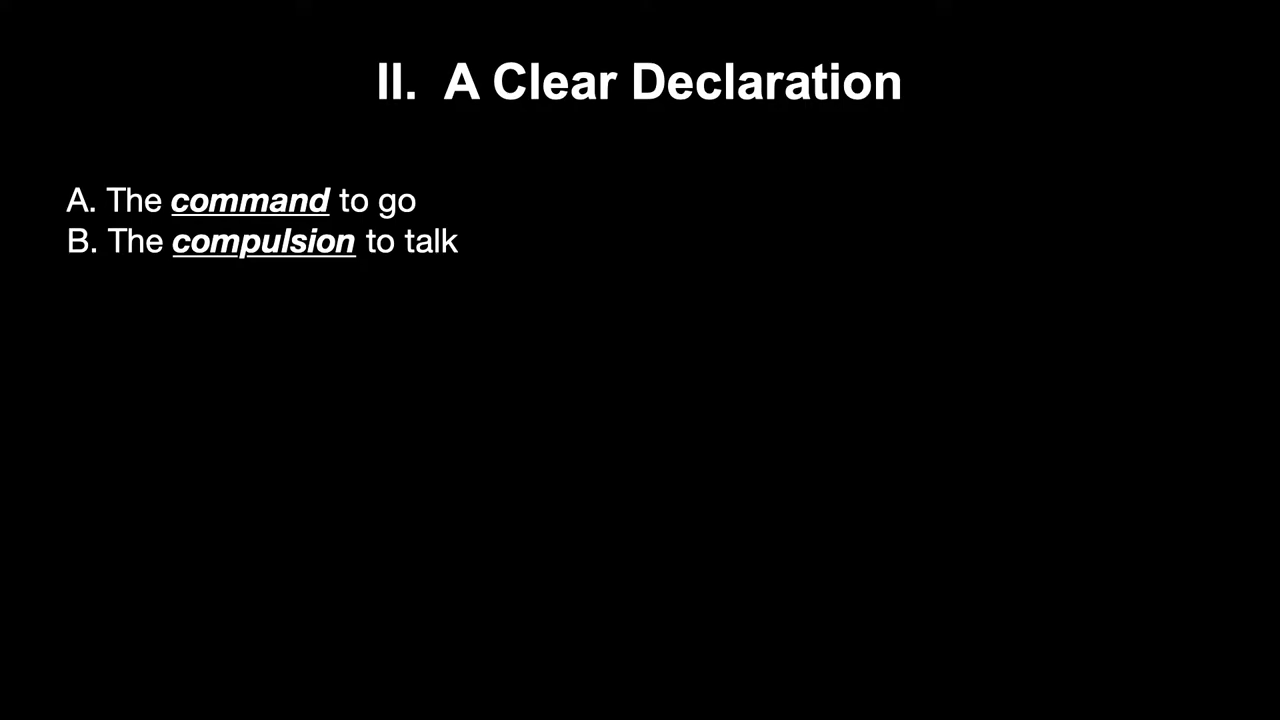 II.  A Clear Declaration
A. The command to go
B. The compulsion to talk